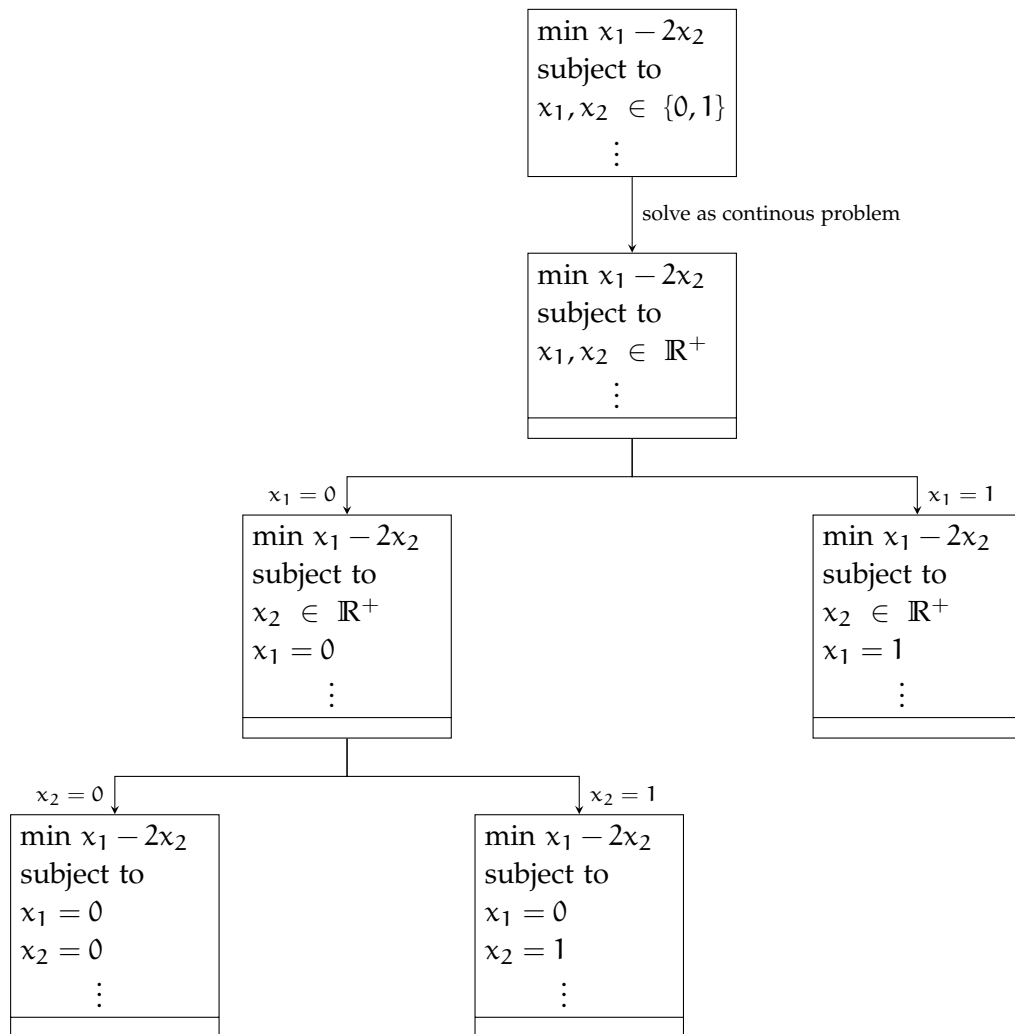 min x₁ − 2x₂
subject to
x₁, x₂ ∈ {0, 1}
⋮
solve as continous problem
min x₁ − 2x₂
subject to
x₁, x₂ ∈ ℝ⁺
⋮
x₁ = 0
x₁ = 1
min x₁ − 2x₂
subject to
x₂ ∈ ℝ⁺
x₁ = 0
⋮
min x₁ − 2x₂
subject to
x₂ ∈ ℝ⁺
x₁ = 1
⋮
x₂ = 0
x₂ = 1
min x₁ − 2x₂
subject to
x₁ = 0
x₂ = 0
⋮
min x₁ − 2x₂
subject to
x₁ = 0
x₂ = 1
⋮